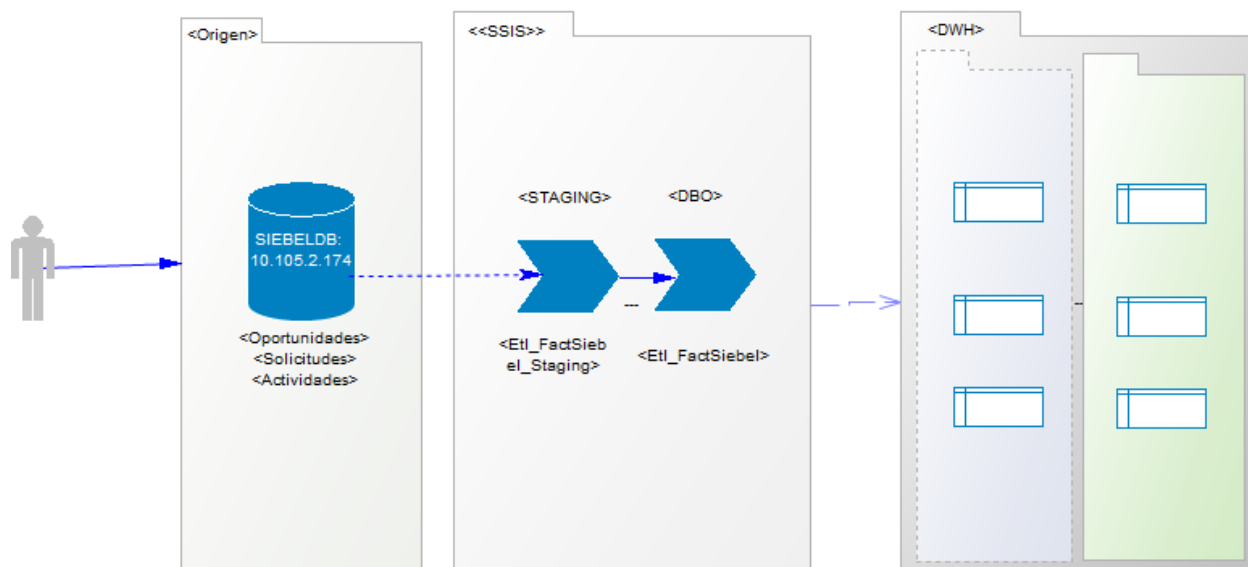 <Origen>
<<SSIS>>
<DWH>
<STAGING>
<DBO>
SIEBELDB:
10.105.2.174
---
<Oportunidades>
<Solicitudes>
<Actividades>
<Etl_FactSieb
el_Staging>
<Etl_FactSiebel>